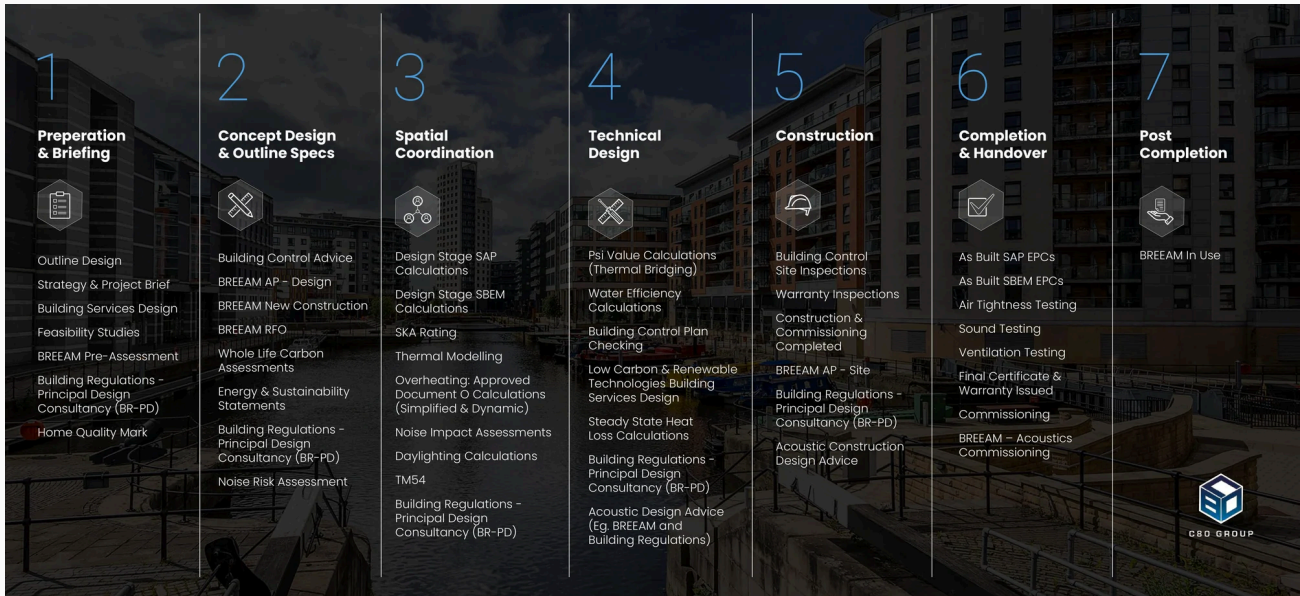 1
Preperation
& Briefing
Outline Design
Strategy & Project Brief
Building Services Design
Feasibility Studies
BREEAM Pre-Assessment
Building Regulations -
Principal Design
Consultancy (BR-PD)
Home Quality Mark
2
Concept Design
& Outline Specs
Building Control Advice
BREEAM AP - Design
BREEAM New Construction
BREEAM RFO
Whole Life Carbon
Assessments
Energy & Sustainability
Statements
Building Regulations -
Principal Design
Consultancy (BR-PD)
Noise Risk Assessment
3
Spatial
Coordination
Design Stage SAP
Calculations
Design Stage SBEM
Calculations
SKA Rating
Thermal Modelling
Overheating: Approved
Document O Calculations
(Simplified & Dynamic)
Noise Impact Assessments
Daylighting Calculations
TM54
Building Regulations -
Principal Design
Consultancy (BR-PD)
4
Technical
Design
Psi Value Calculations
(Thermal Bridging)
Water Efficiency
Calculations
Building Control Plan
Checking
Low Carbon & Renewable
Technologies Building
Services Design
Steady State Heat
Loss Calculations
Building Regulations -
Principal Design
Consultancy (BR-PD)
Acoustic Design Advice
(Eg. BREEAM and
Building Regulations)
5
Construction
Building Control
Site Inspections
Warranty Inspections
Construction &
Commissioning
Completed
BREEAM AP - Site
Building Regulations -
Principal Design
Consultancy (BR-PD)
Acoustic Construction
Design Advice
6
Completion
& Handover
As Built SAP EPCs
As Built SBEM EPCs
Air Tightness Testing
Sound Testing
Ventilation Testing
Final Certificate &
Warranty Issued
Commissioning
BREEAM – Acoustics
Commissioning
7
Post
Completion
BREEAM In Use
CBD GROUP